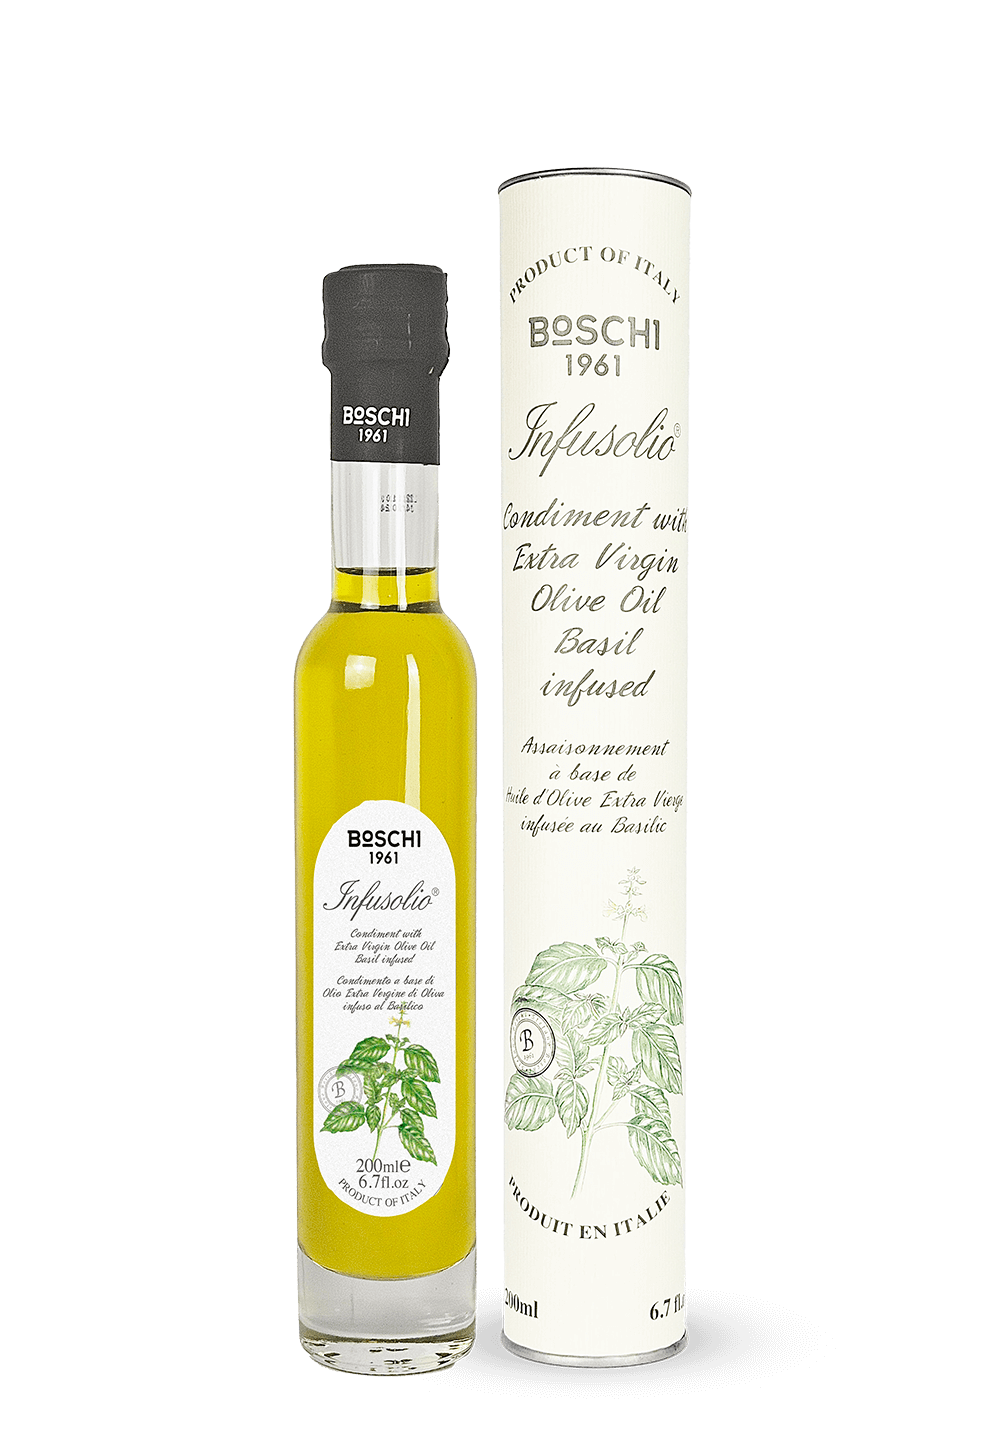 BOSCHI
1961
BOSCHI
1961
Infusolio®
Condiment with
Extra Virgin Olive Oil
Basil infused
Condimento a base di
Olio Extra Vergine di Oliva
infuso al Basilico
B
200ml℮
6.7fl.oz
PRODUCT OF ITALY
PRODUCT OF ITALY
BOSCHI
1961
Infusolio®
Condiment with
Extra Virgin
Olive Oil
Basil
infused
Assaisonnement
à base de
Huile d'Olive Extra Vierge
infusée au Basilic
B
1961
PRODUIT EN ITALIE
200ml
6.7 fl.